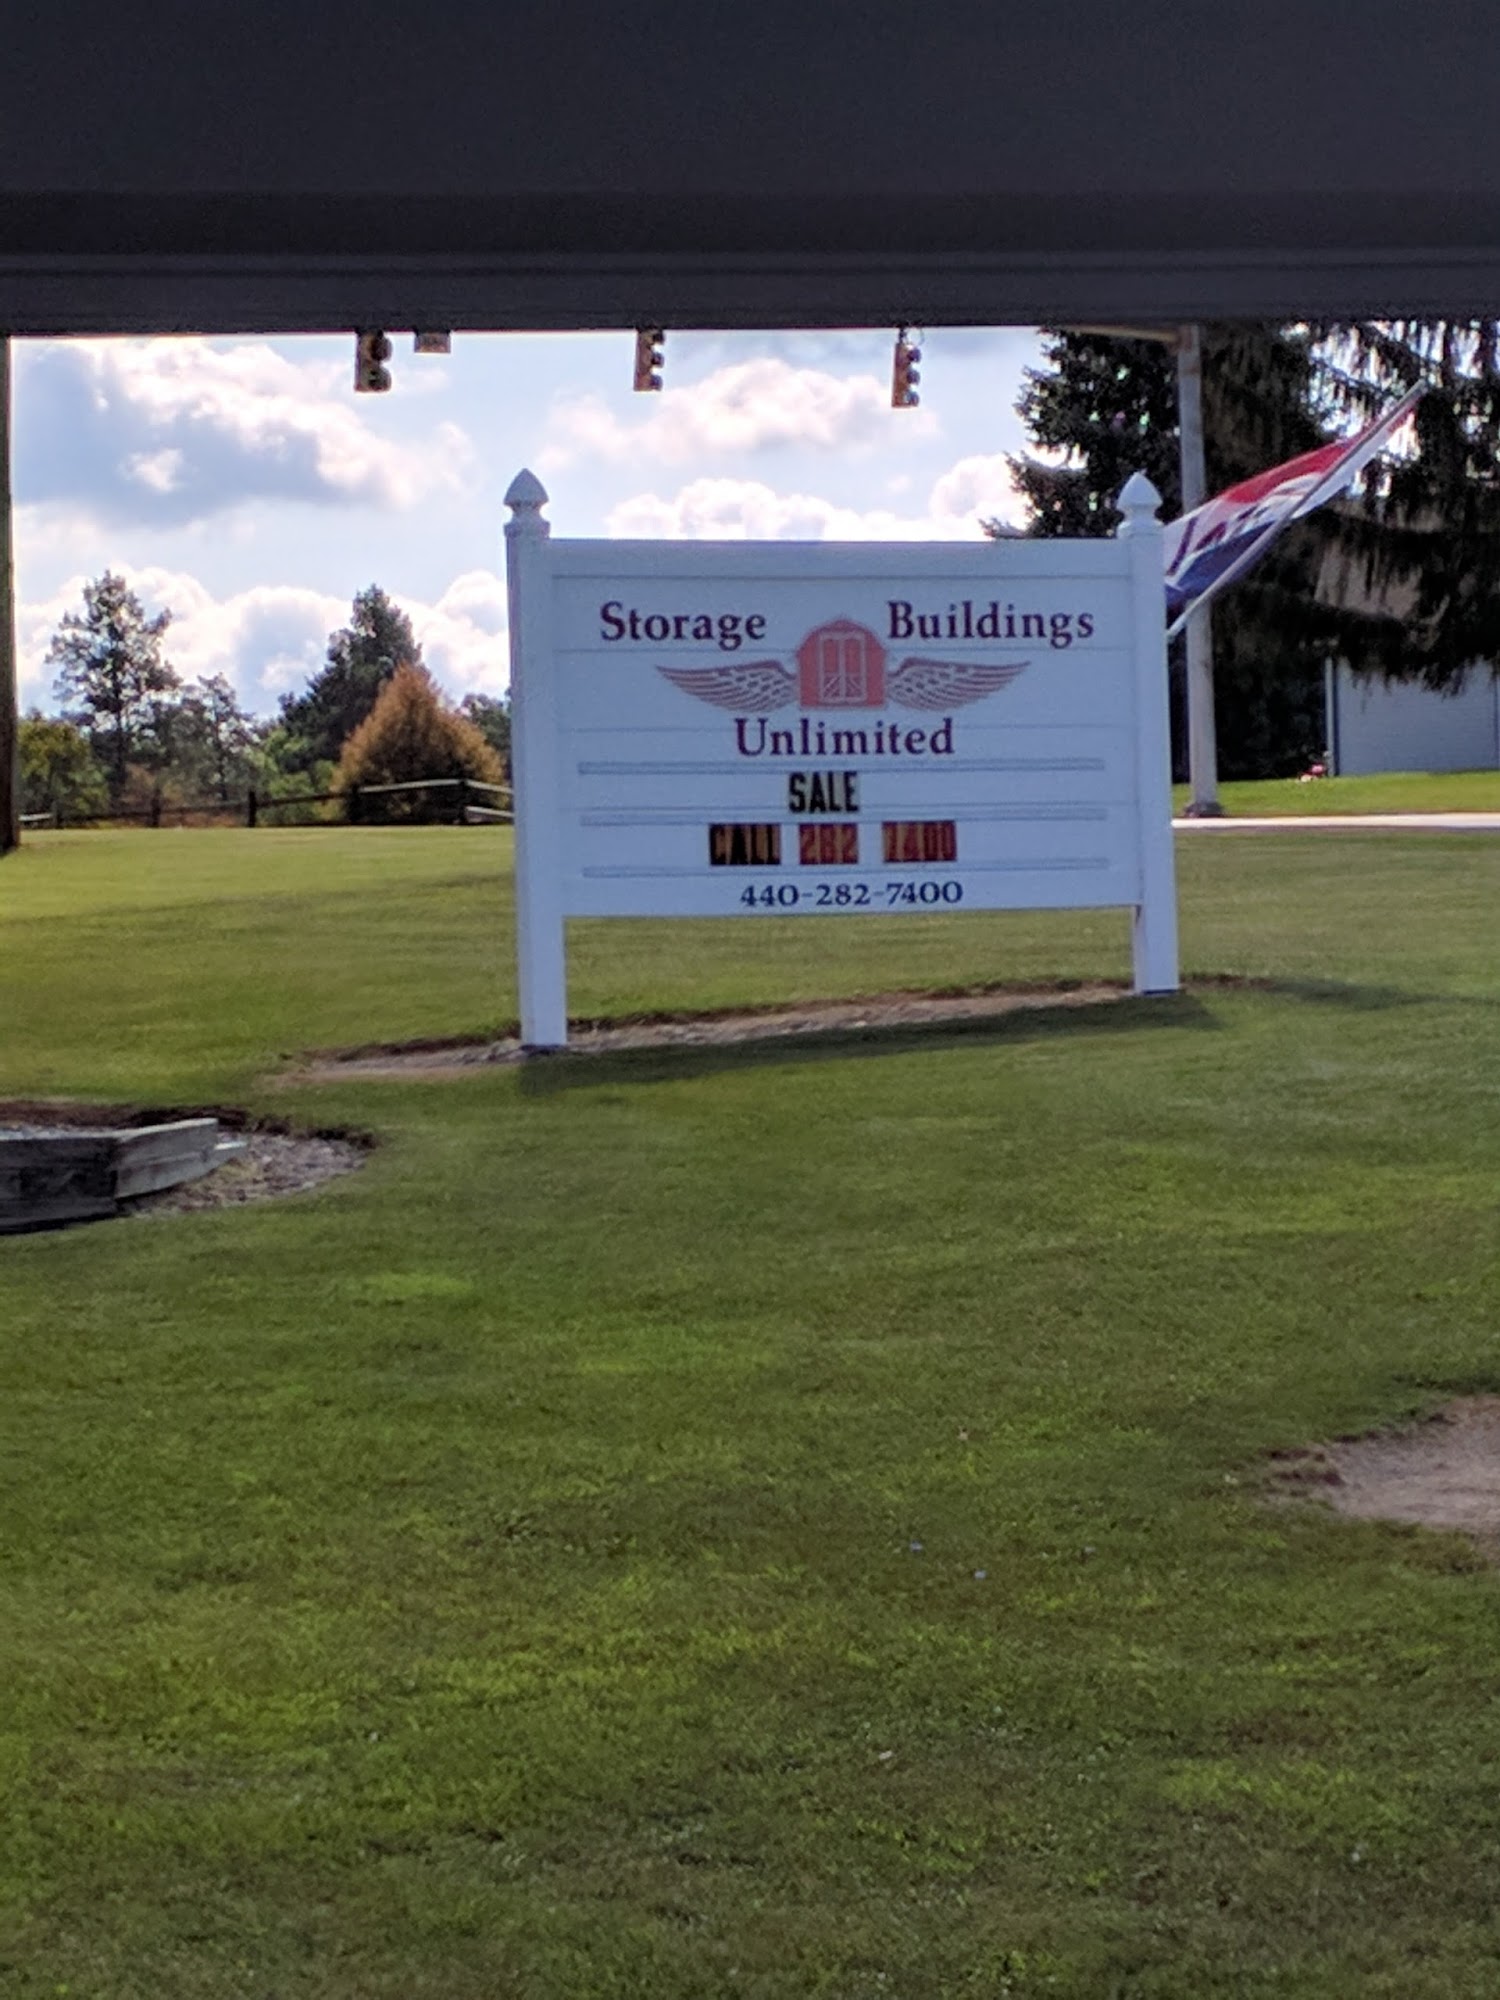 Storage Buildings
Unlimited
SALE
CALL 282 7400
440-282-7400